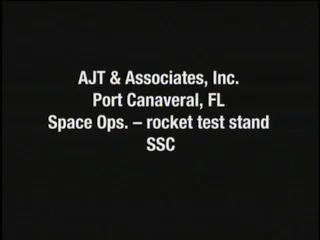 AJT & Associates, Inc.
Port Canaveral, FL
Space Ops. – rocket test stand
SSC